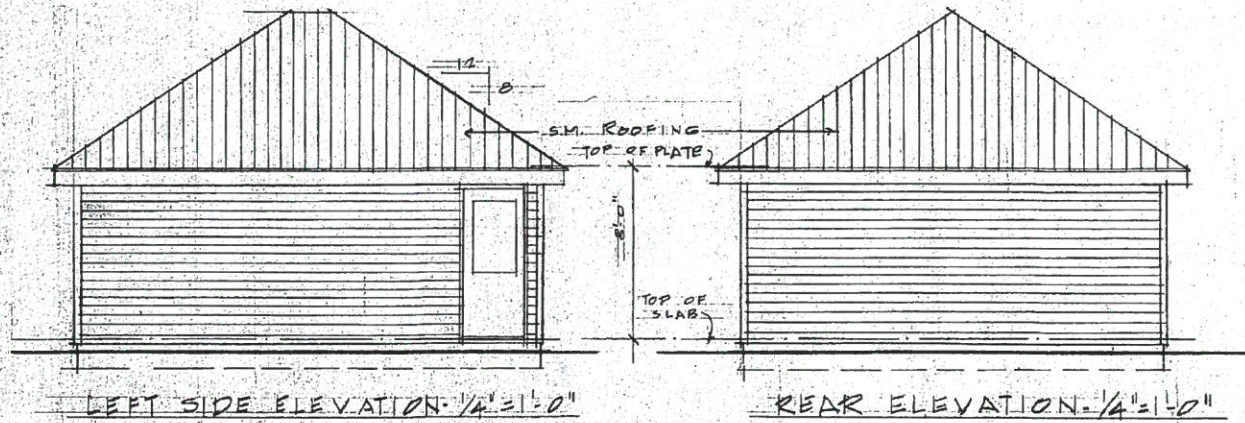 12
8
S.M. ROOFING
TOP OF PLATE
8'-0"
TOP OF
SLAB
LEFT SIDE ELEVATION-1/4"=1'-0"
REAR ELEVATION-1/4"=1'-0"